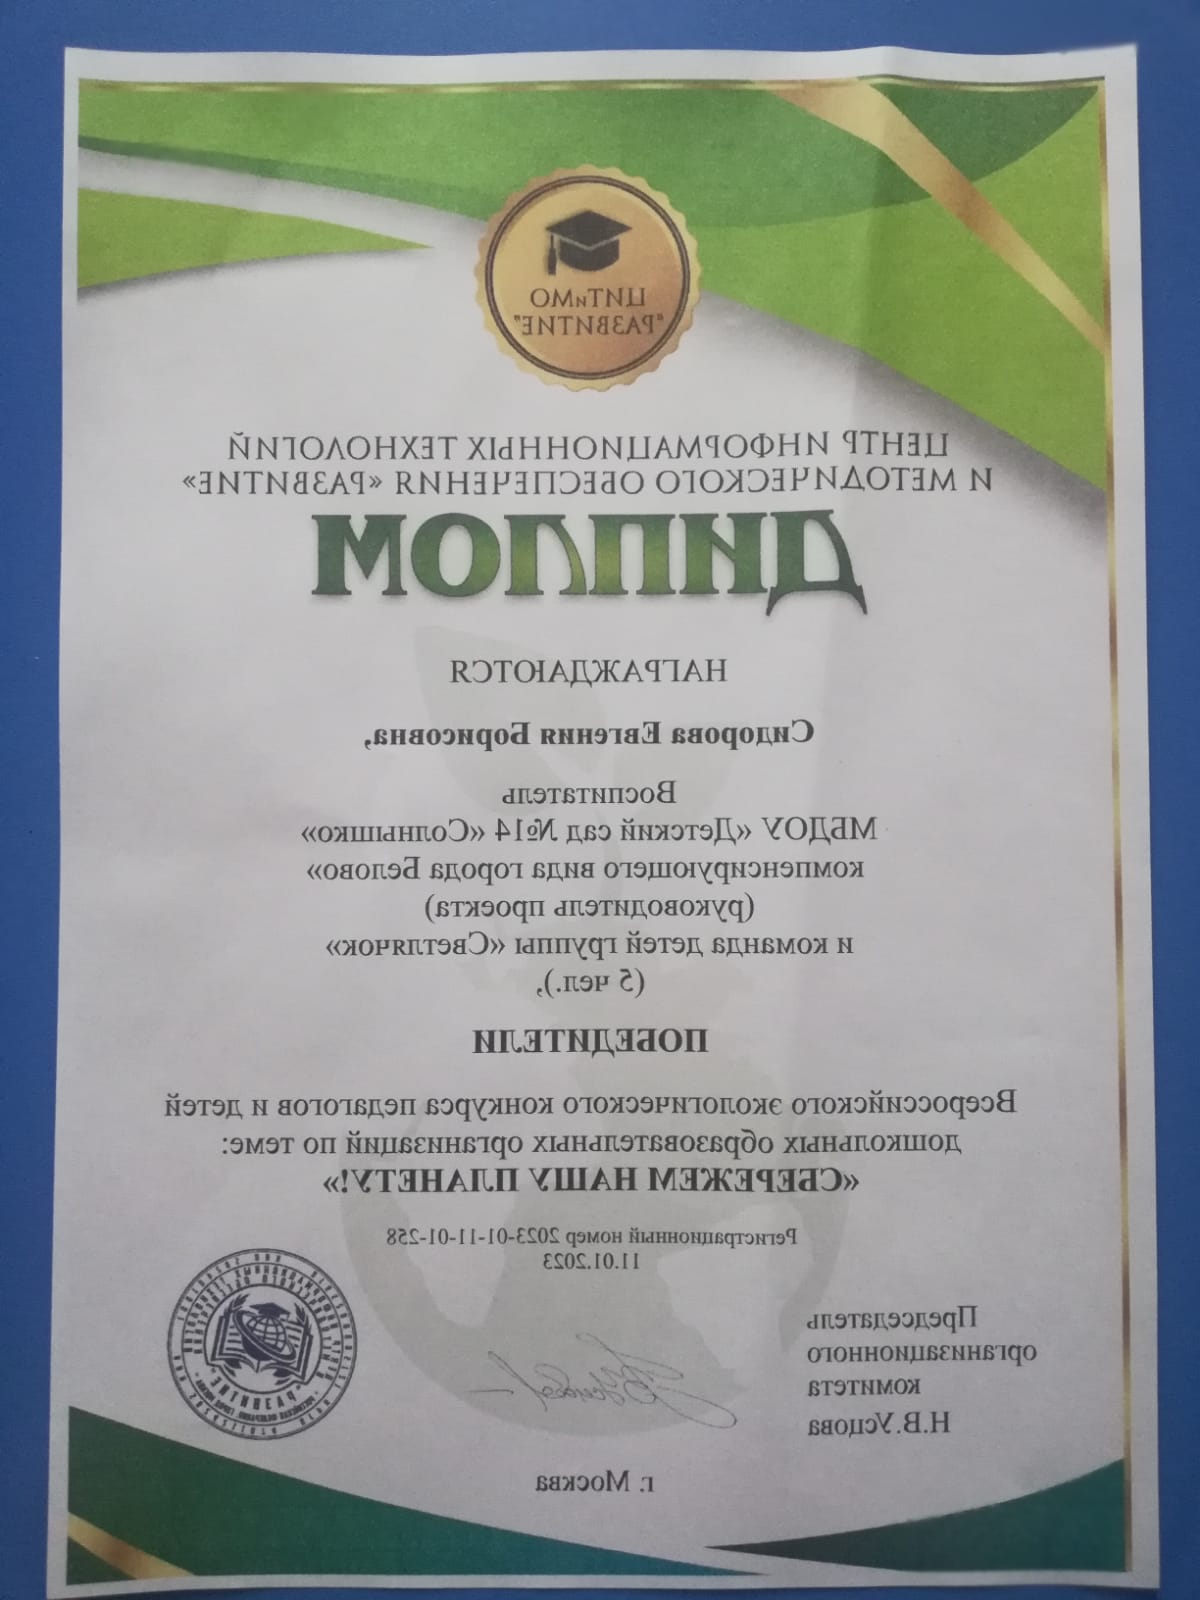 ЦИТиМО
"РАЗВИТИЕ"
ЦЕНТР ИНФОРМАЦИОННЫХ ТЕХНОЛОГИЙ
И МЕТОДИЧЕСКОГО ОБЕСПЕЧЕНИЯ «РАЗВИТИЕ»
ДИПЛОМ
НАГРАЖДАЮТСЯ
Сидорова Евгения Борисовна,
Воспитатель
МБДОУ «Детский сад №14 «Солнышко»
компенсирующего вида города Белово»
(руководитель проекта)
и команда детей группы «Светлячок»
(5 чел.),
ПОБЕДИТЕЛИ
Всероссийского экологического конкурса педагогов и детей
дошкольных образовательных организаций по теме:
«СБЕРЕЖЕМ НАШУ ПЛАНЕТУ!»
Регистрационный номер 2023-01-11-01-258
11.01.2023
Председатель
организационного
комитета
Н.В.Усцова
"РАЗВИТИЕ"
г. Москва